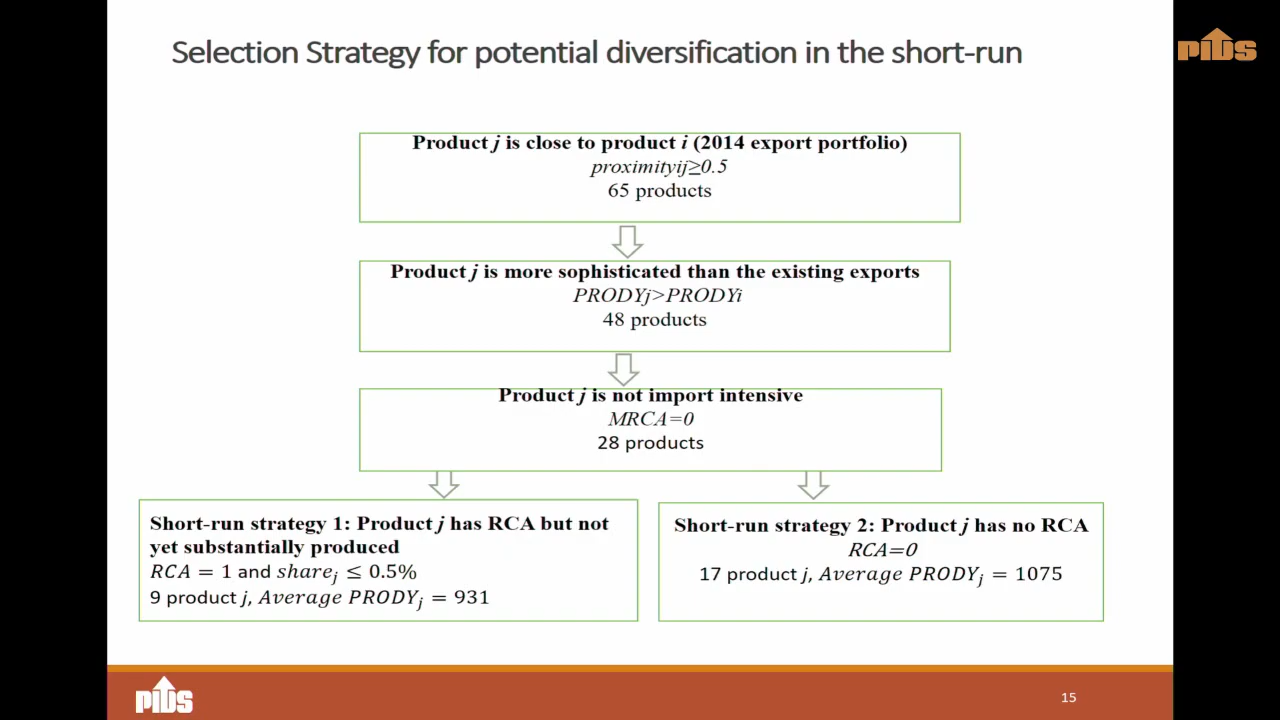 Selection Strategy for potential diversification in the short-run
pids
Product j is close to product i (2014 export portfolio)
proximityij≥0.5
65 products
Product j is more sophisticated than the existing exports
PRODYj>PRODYi
48 products
Product j is not import intensive
MRCA=0
28 products
Short-run strategy 1: Product j has RCA but not
yet substantially produced
RCA = 1 and shareⱼ ≤ 0.5%
9 product j, Average PRODYⱼ = 931
Short-run strategy 2: Product j has no RCA
RCA=0
17 product j, Average PRODYⱼ = 1075
pids
15